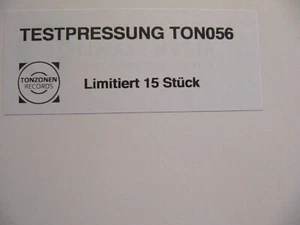 TESTPRESSUNG TON056
TONZONEN
RECORDS
Limitiert 15 Stück